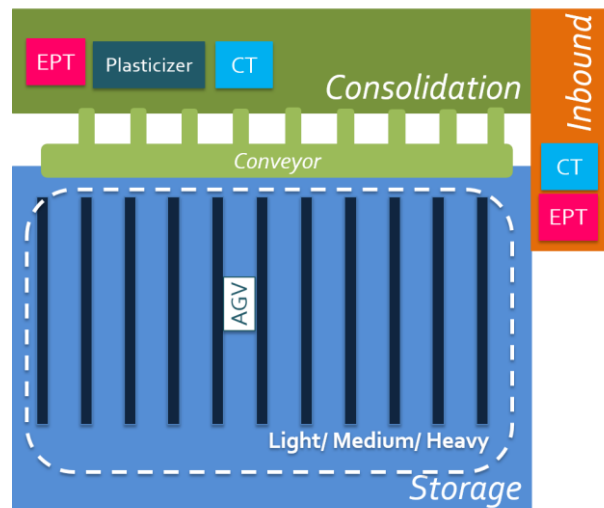 EPT
Plasticizer
CT
Consolidation
Inbound
Conveyor
CT
EPT
AGV
Light/ Medium/ Heavy
Storage